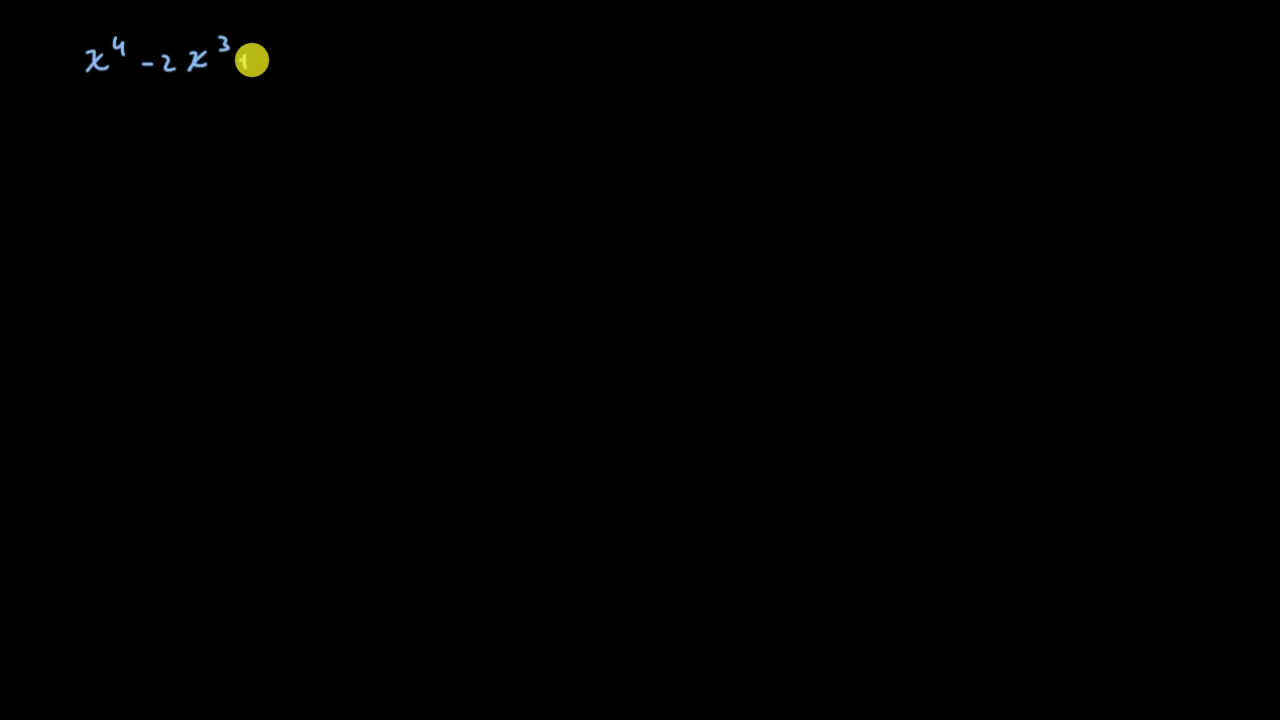 x⁴ - 2x³ +